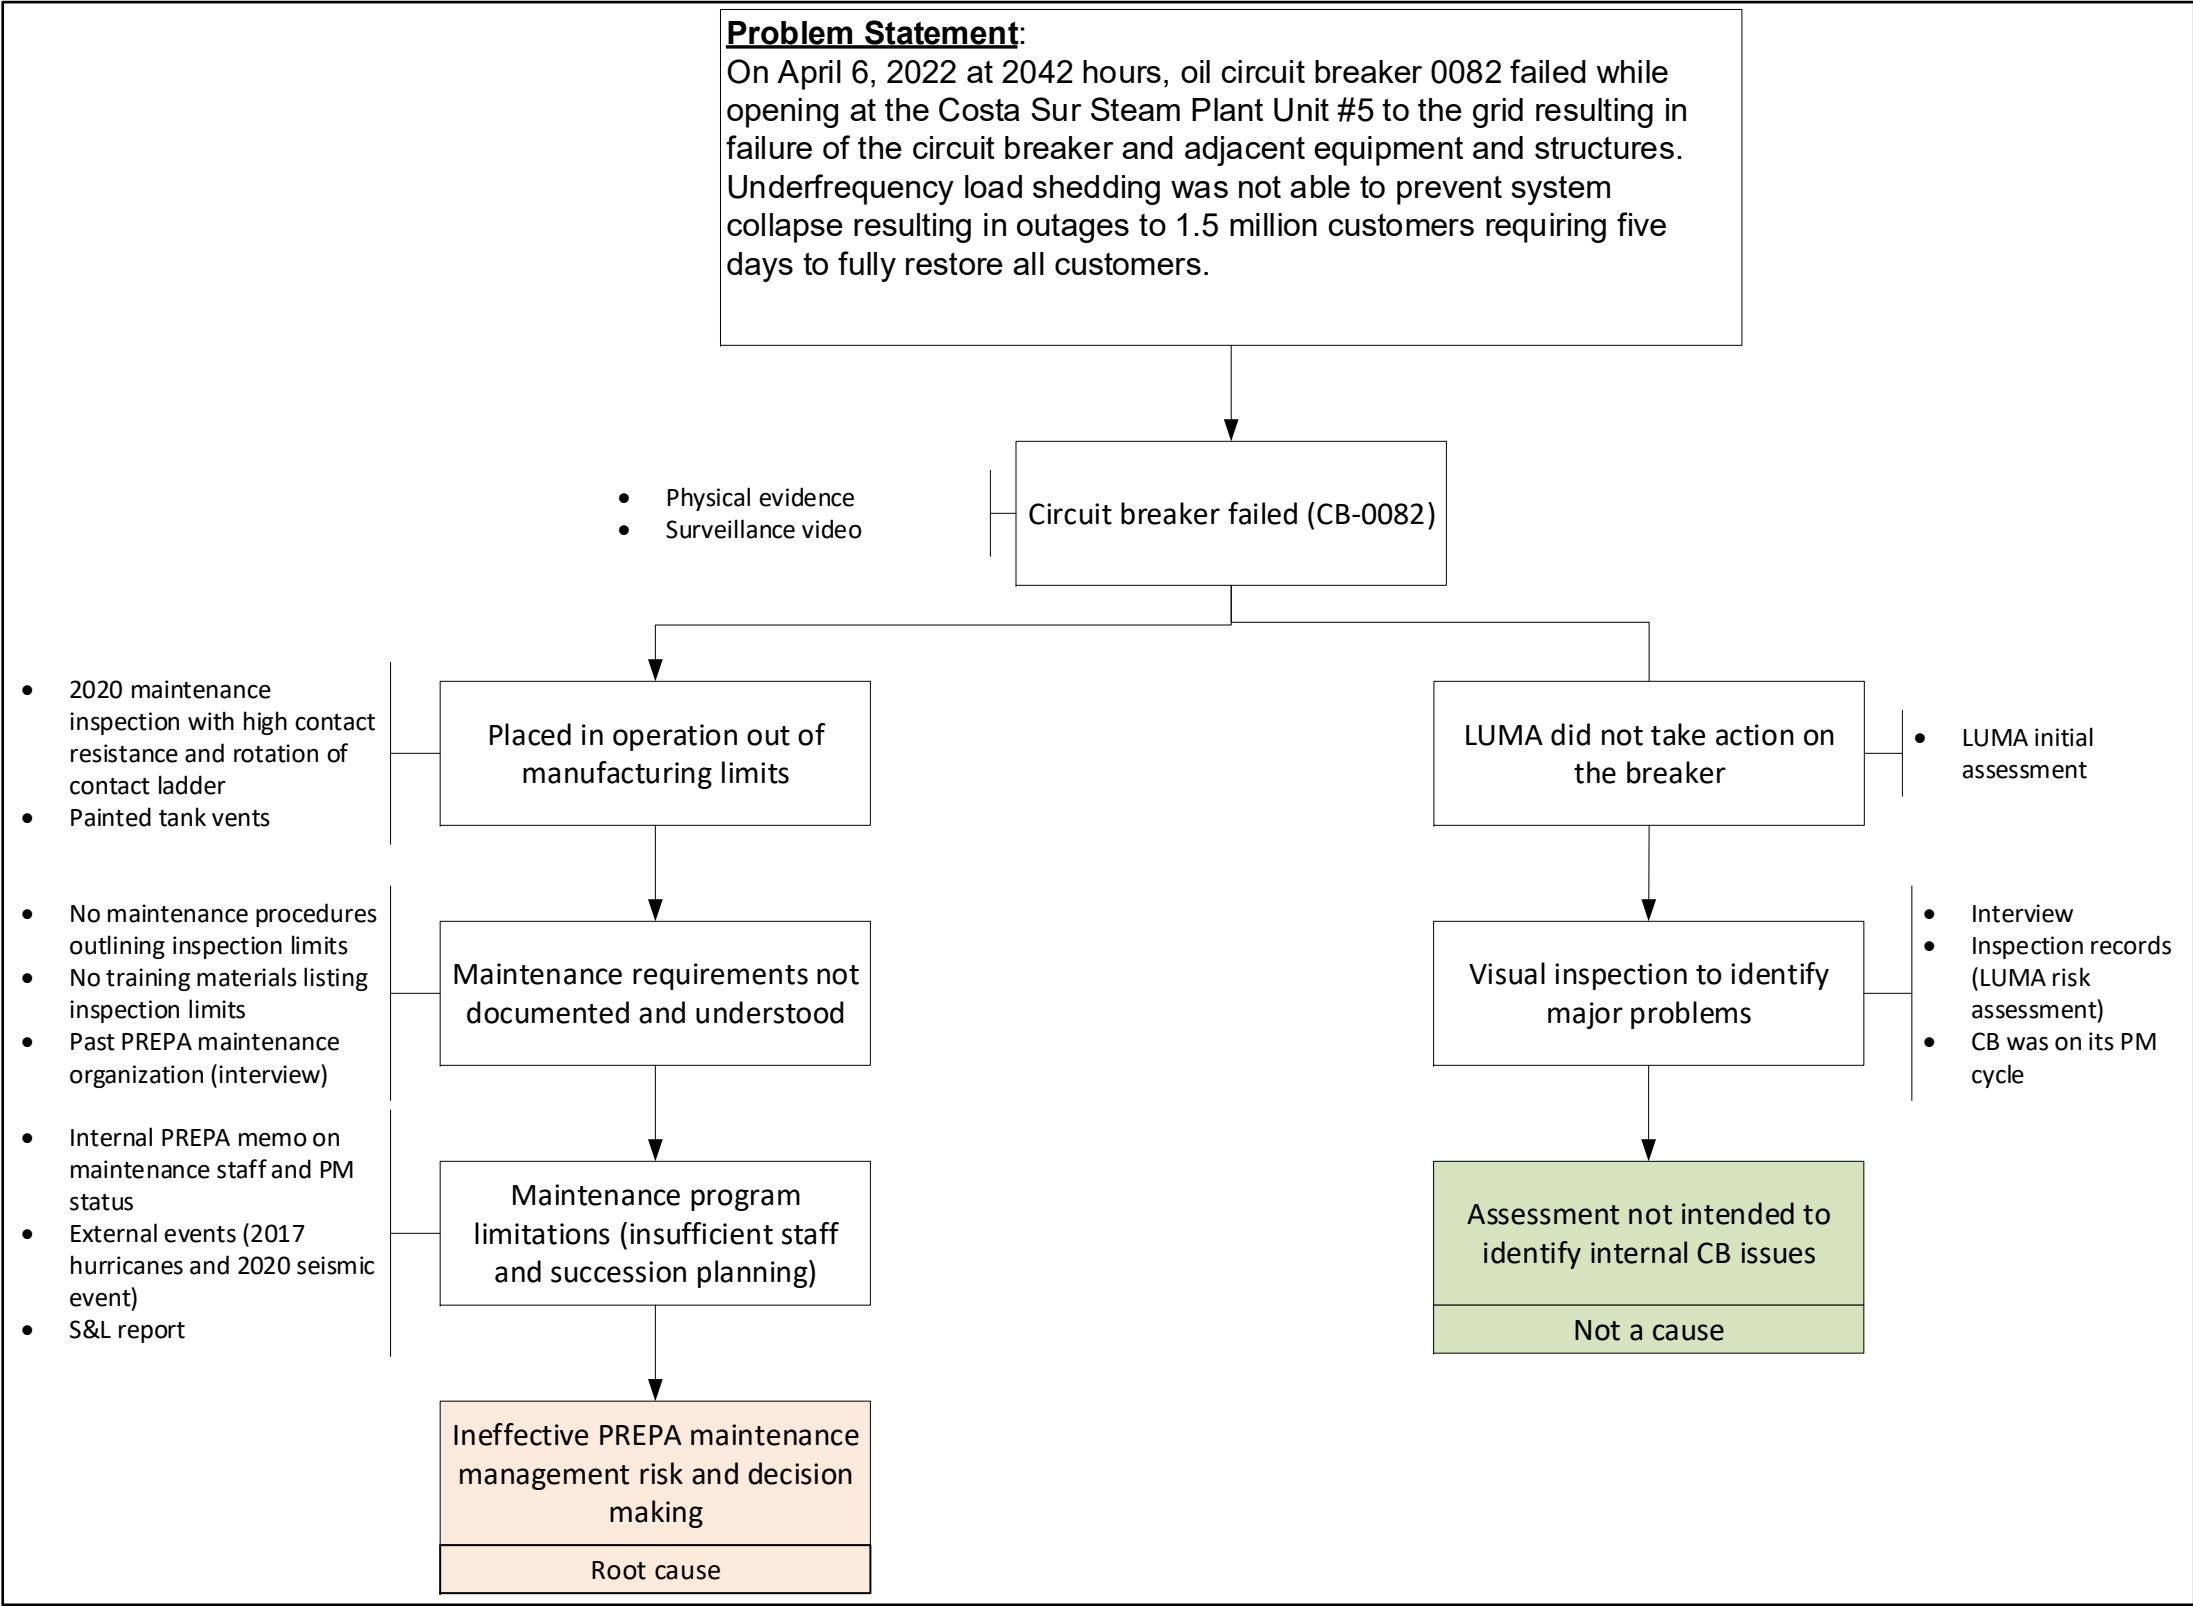 Problem Statement:
On April 6, 2022 at 2042 hours, oil circuit breaker 0082 failed while
opening at the Costa Sur Steam Plant Unit #5 to the grid resulting in
failure of the circuit breaker and adjacent equipment and structures.
Underfrequency load shedding was not able to prevent system
collapse resulting in outages to 1.5 million customers requiring five
days to fully restore all customers.
• Physical evidence
• Surveillance video
Circuit breaker failed (CB-0082)
• 2020 maintenance
inspection with high contact
resistance and rotation of
contact ladder
• Painted tank vents
Placed in operation out of
manufacturing limits
LUMA did not take action on
the breaker
• LUMA initial
assessment
• No maintenance procedures
outlining inspection limits
• No training materials listing
inspection limits
• Past PREPA maintenance
organization (interview)
Maintenance requirements not
documented and understood
Visual inspection to identify
major problems
• Interview
• Inspection records
(LUMA risk
assessment)
• CB was on its PM
cycle
• Internal PREPA memo on
maintenance staff and PM
status
• External events (2017
hurricanes and 2020 seismic
event)
• S&L report
Maintenance program
limitations (insufficient staff
and succession planning)
Assessment not intended to
identify internal CB issues
Not a cause
Ineffective PREPA maintenance
management risk and decision
making
Root cause